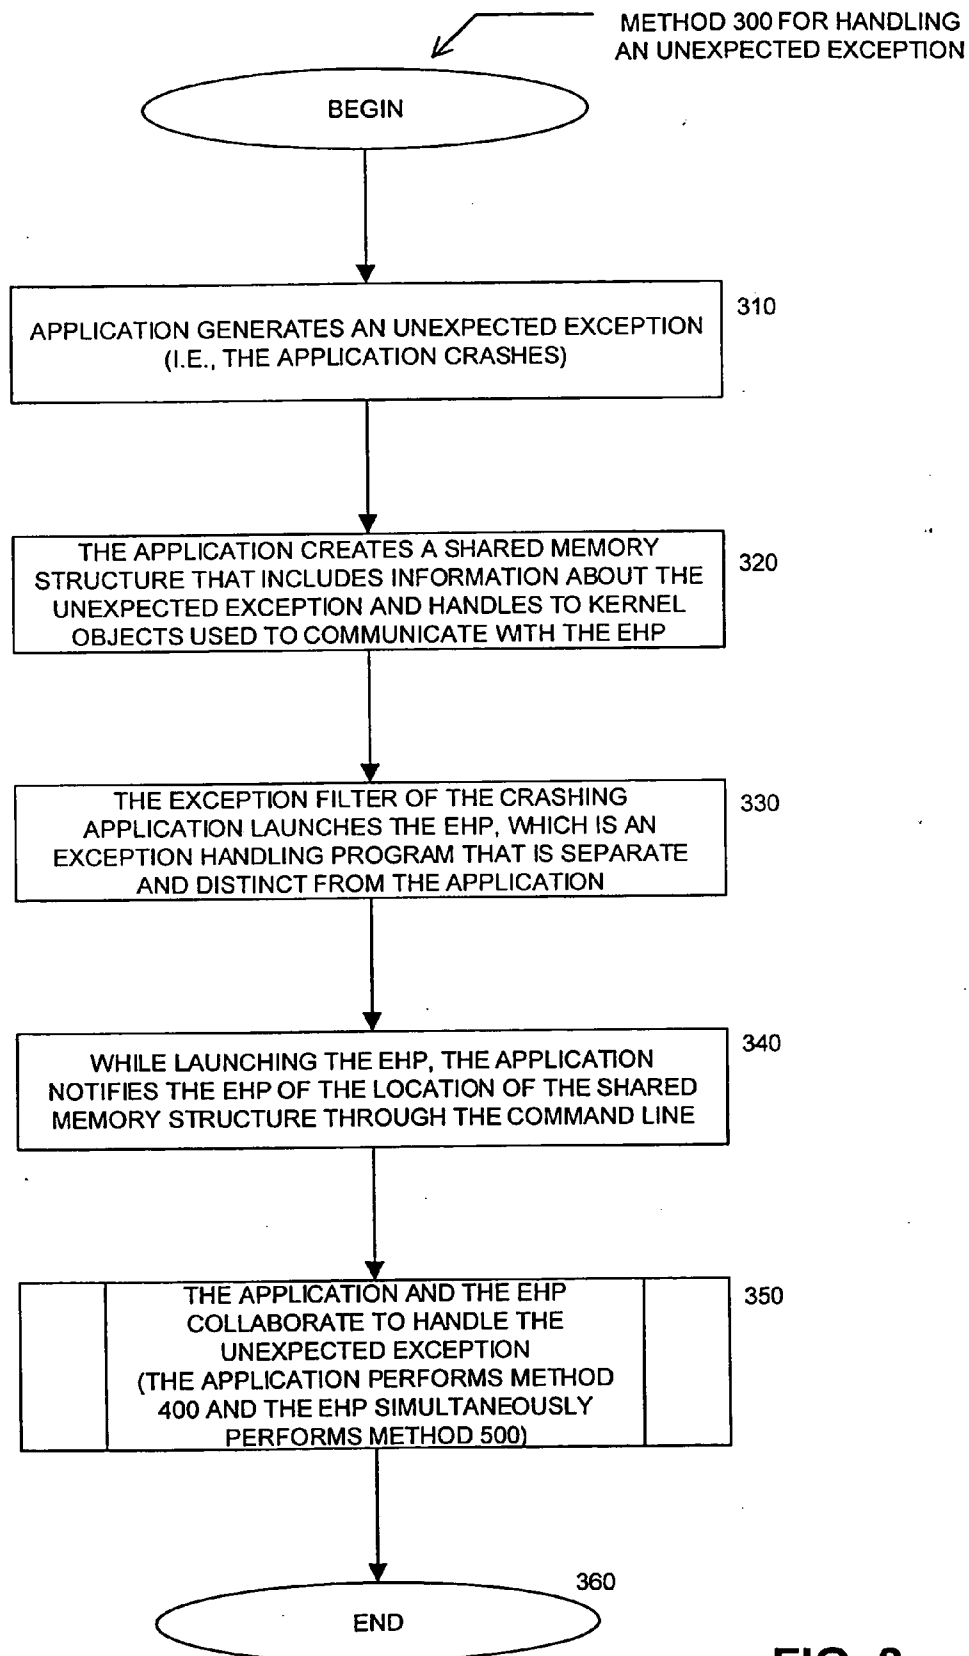 METHOD 300 FOR HANDLING
AN UNEXPECTED EXCEPTION
BEGIN
310
APPLICATION GENERATES AN UNEXPECTED EXCEPTION
(I.E., THE APPLICATION CRASHES)
320
THE APPLICATION CREATES A SHARED MEMORY
STRUCTURE THAT INCLUDES INFORMATION ABOUT THE
UNEXPECTED EXCEPTION AND HANDLES TO KERNEL
OBJECTS USED TO COMMUNICATE WITH THE EHP
330
THE EXCEPTION FILTER OF THE CRASHING
APPLICATION LAUNCHES THE EHP, WHICH IS AN
EXCEPTION HANDLING PROGRAM THAT IS SEPARATE
AND DISTINCT FROM THE APPLICATION
340
WHILE LAUNCHING THE EHP, THE APPLICATION
NOTIFIES THE EHP OF THE LOCATION OF THE SHARED
MEMORY STRUCTURE THROUGH THE COMMAND LINE
350
THE APPLICATION AND THE EHP
COLLABORATE TO HANDLE THE
UNEXPECTED EXCEPTION
(THE APPLICATION PERFORMS METHOD
400 AND THE EHP SIMULTANEOUSLY
PERFORMS METHOD 500)
360
END
FIG.